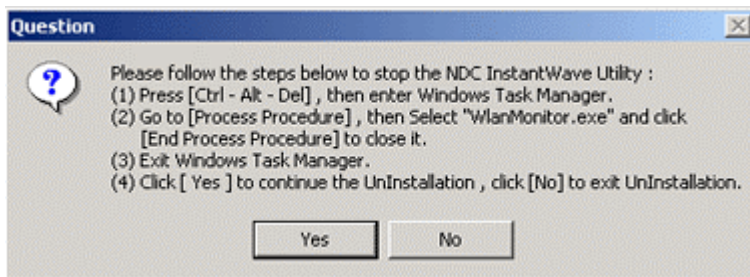 Question
Please follow the steps below to stop the NDC InstantWave Utility :
(1) Press [Ctrl - Alt - Del] , then enter Windows Task Manager.
(2) Go to [Process Procedure] , then Select "WlanMonitor.exe" and click
[End Process Procedure] to close it.
(3) Exit Windows Task Manager.
(4) Click [ Yes ] to continue the UnInstallation , click [No] to exit UnInstallation.
Yes No